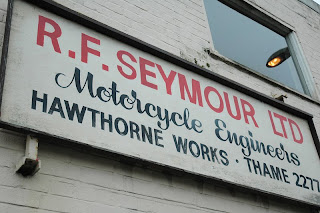 R.F. SEYMOUR LTD
Motorcycle Engineers
HAWTHORNE WORKS · THAME 2277